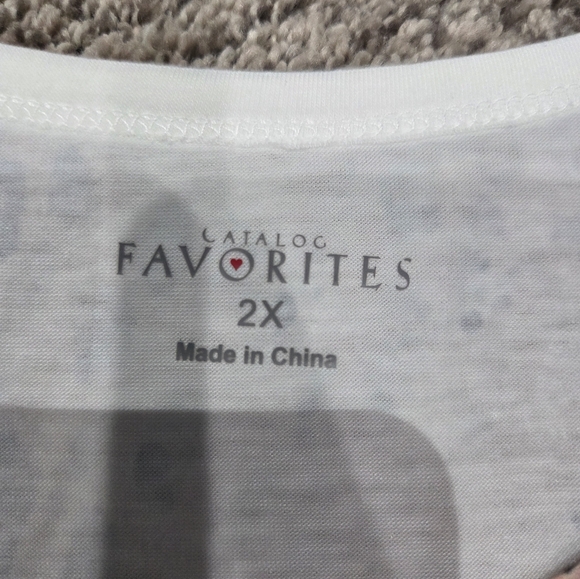 CATALOG
FAVORITES
2X
Made in China